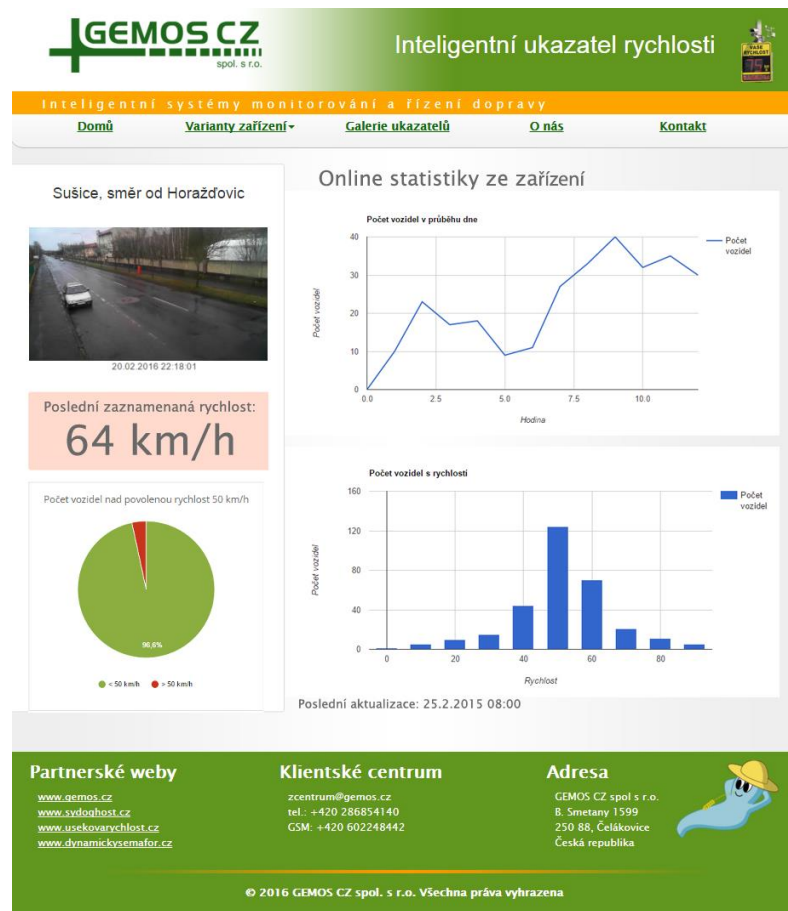 GEMOS CZ
spol. s r.o.
Inteligentní ukazatel rychlosti
VAŠE
RYCHLOST
Inteligentní systémy monitorování a řízení dopravy
Domů
Varianty zařízení
Galerie ukazatelů
O nás
Kontakt
Sušice, směr od Horažďovic
20.02.2016 22:18:01
Poslední zaznamenaná rychlost:
64 km/h
Počet vozidel nad povolenou rychlost 50 km/h
96,6%
< 50 km/h
> 50 km/h
Online statistiky ze zařízení
Počet vozidel v průběhu dne
Počet vozidel
40
30
20
10
0
0.0
2.5
5.0
7.5
10.0
Hodina
Počet
vozidel
Počet vozidel s rychlostí
Počet vozidel
160
120
80
40
0
0
20
40
60
80
Rychlost
Počet
vozidel
Poslední aktualizace: 25.2.2015 08:00
Partnerské weby
www.gemos.cz
www.sydoghost.cz
www.usekovarychlost.cz
www.dynamickysemafor.cz
Klientské centrum
zcentrum@gemos.cz
tel.: +420 286854140
GSM: +420 602248442
Adresa
GEMOS CZ spol s r.o.
B. Smetany 1599
250 88, Čelákovice
Česká republika
© 2016 GEMOS CZ spol. s r.o. Všechna práva vyhrazena